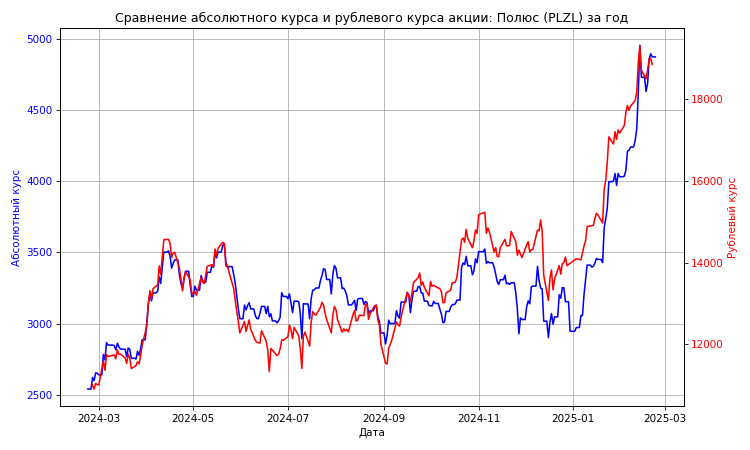 Сравнение абсолютного курса и рублевого курса акции: Полюс (PLZL) за год
5000
4500
4000
3500
3000
2500
Абсолютный курс
18000
16000
14000
12000
Рублевый курс
2024-03 2024-05 2024-07 2024-09 2024-11 2025-01 2025-03
Дата